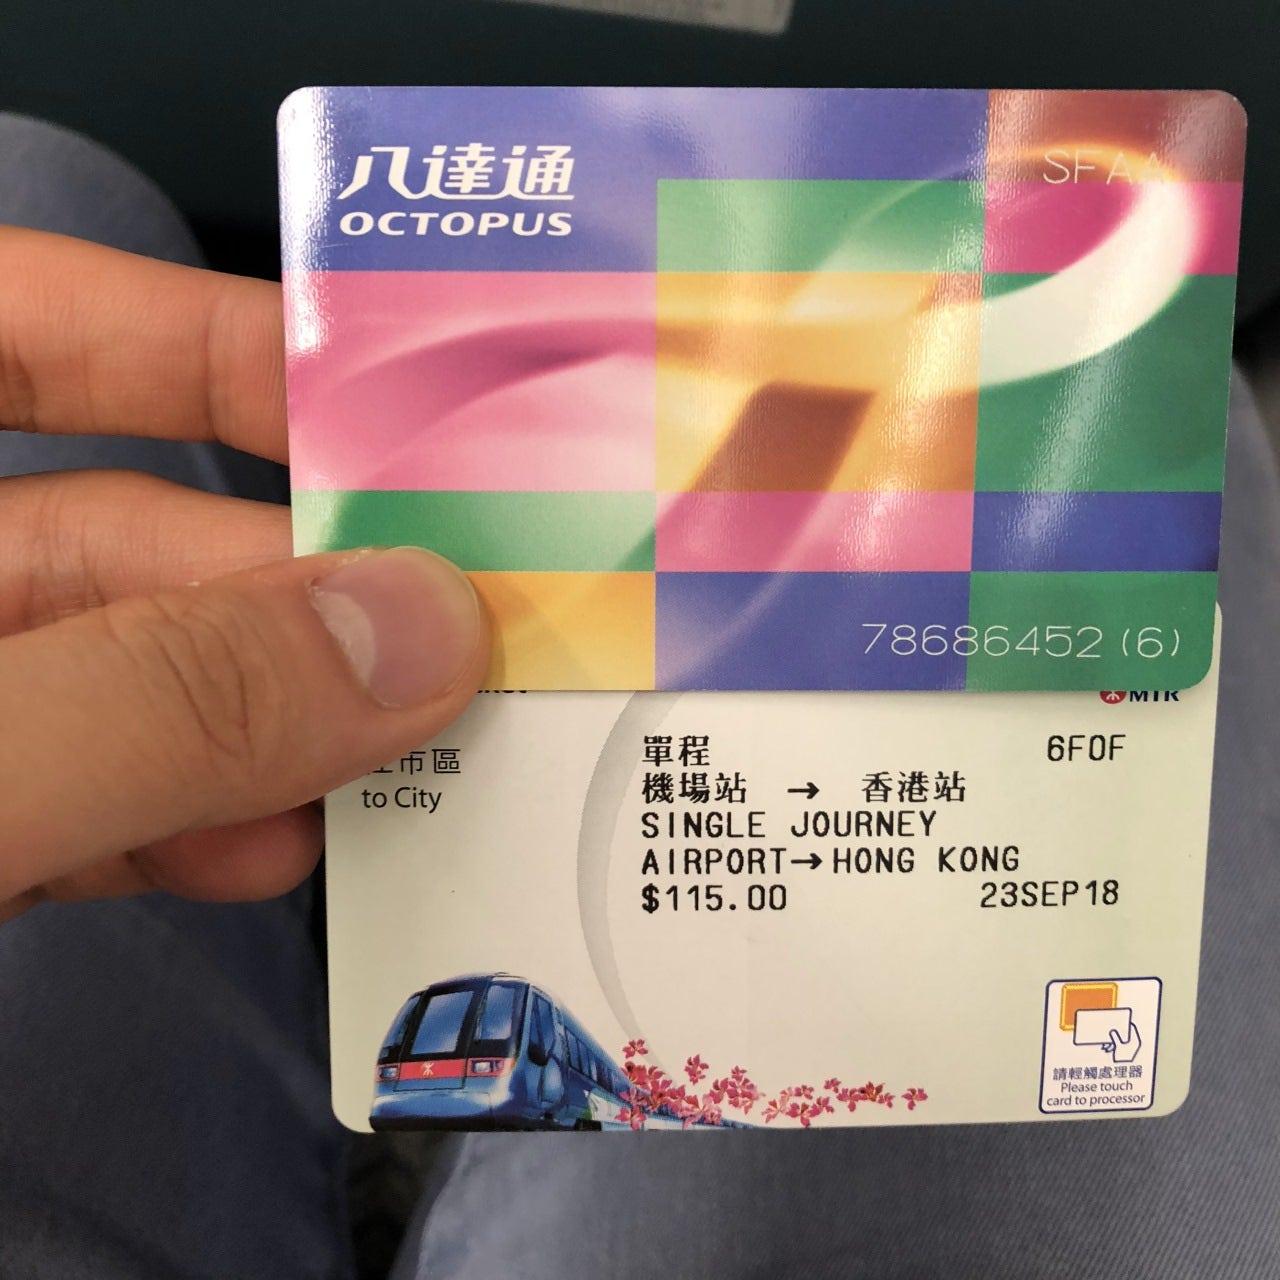 八達通
OCTOPUS
SFAA
78686452 (6)
MTR
市區
to City
單程 6F0F
機場站 → 香港站
SINGLE JOURNEY
AIRPORT→HONG KONG
$115.00 23SEP18
請輕觸處理器
Please touch
card to processor